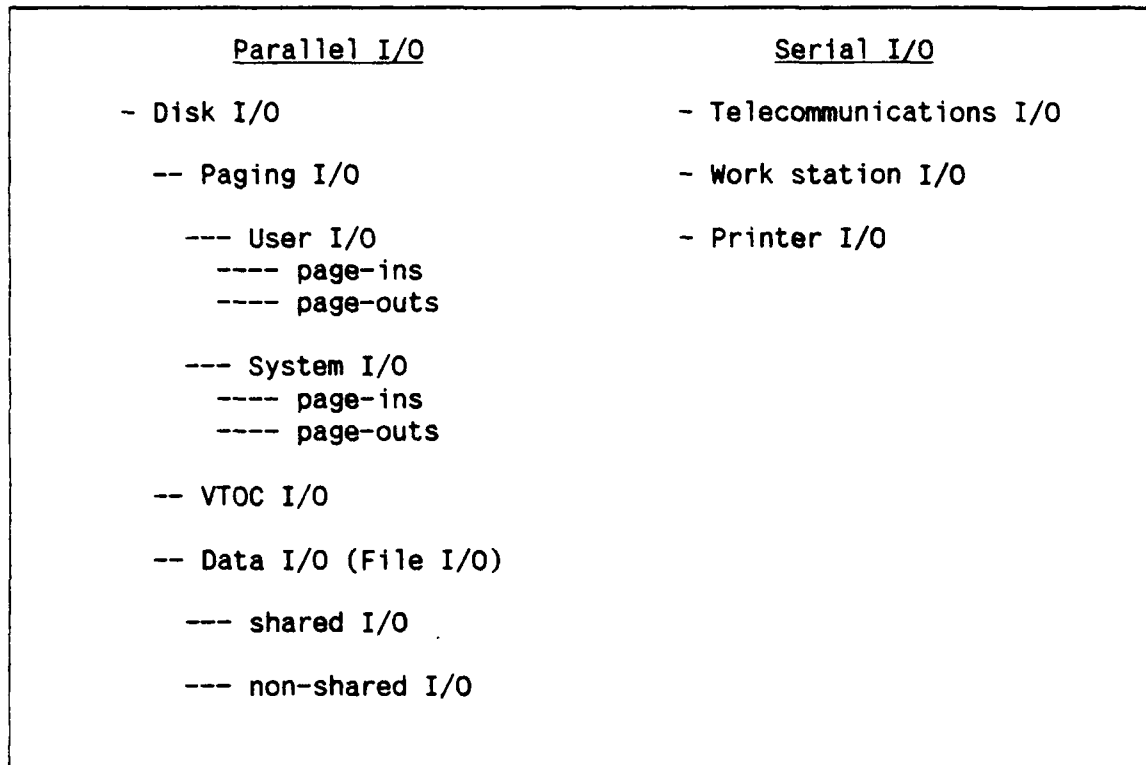 Parallel I/O
- Disk I/O
-- Paging I/O
--- User I/O
---- page-ins
---- page-outs
--- System I/O
---- page-ins
---- page-outs
-- VTOC I/O
-- Data I/O (File I/O)
--- shared I/O
--- non-shared I/O
Serial I/O
- Telecommunications I/O
- Work station I/O
- Printer I/O